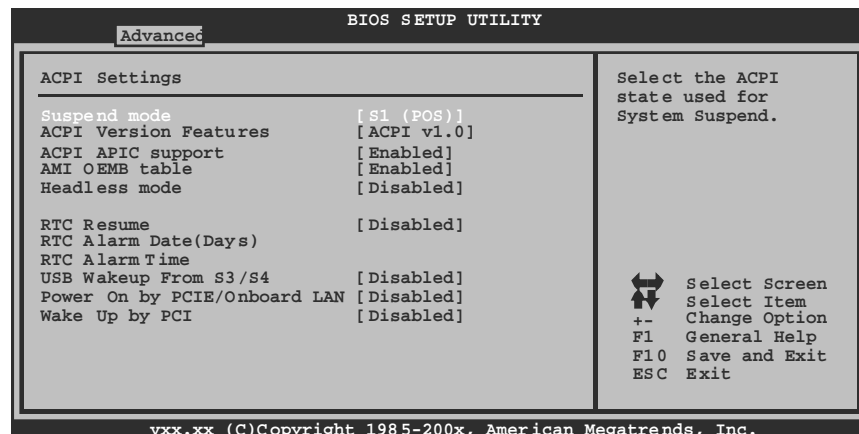 BIOS SETUP UTILITY
Advanced
ACPI Settings
Suspend mode [S1 (POS)]
ACPI Version Features [ACPI v1.0]
ACPI APIC support [Enabled]
AMI OEMB table [Enabled]
Headless mode [Disabled]
RTC Resume [Disabled]
RTC Alarm Date(Days)
RTC Alarm Time
USB Wakeup From S3/S4 [Disabled]
Power On by PCIE/Onboard LAN [Disabled]
Wake Up by PCI [Disabled]
Select the ACPI
state used for
System Suspend.
Select Screen
Select Item
+- Change Option
F1 General Help
F10 Save and Exit
ESC Exit
vxx.xx (C)Copyright 1985-200x, American Megatrends, Inc.